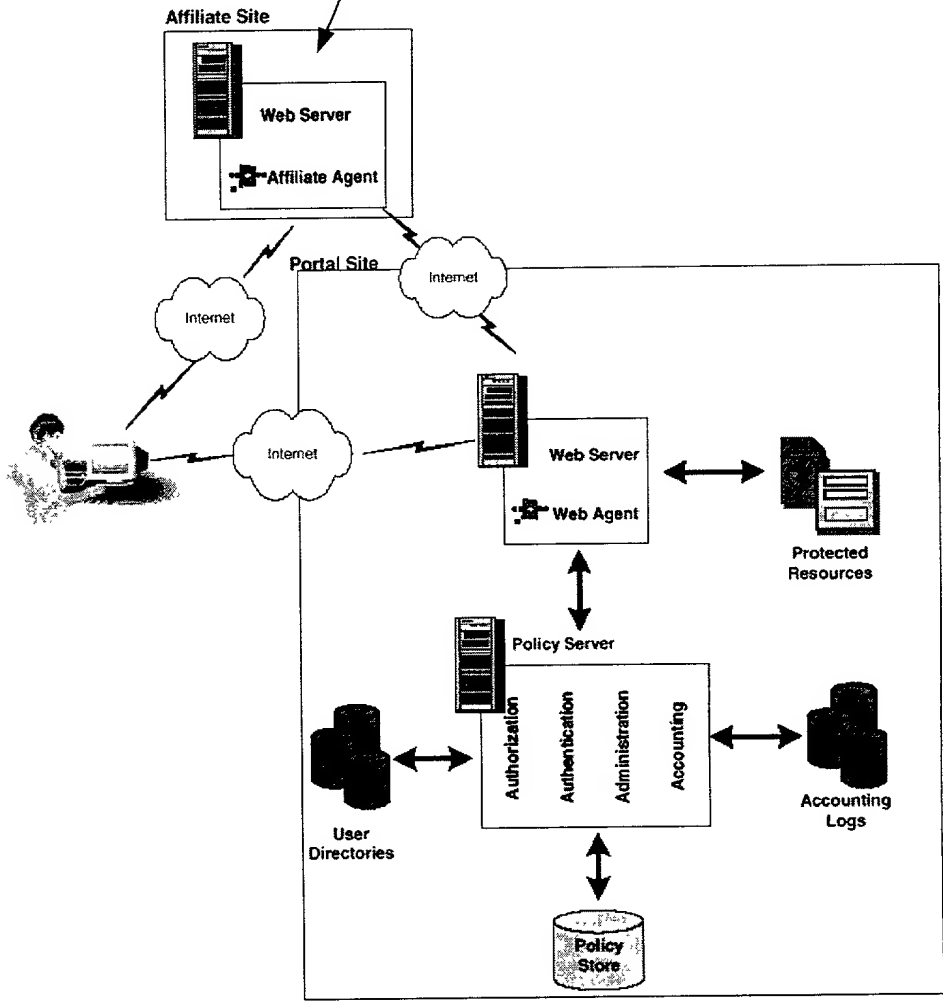 Affiliate Site
Web Server
Affiliate Agent
Portal Site
Internet
Internet
Internet
Web Server
Web Agent
Protected
Resources
Policy Server
Authorization
Authentication
Administration
Accounting
User
Directories
Accounting
Logs
Policy
Store